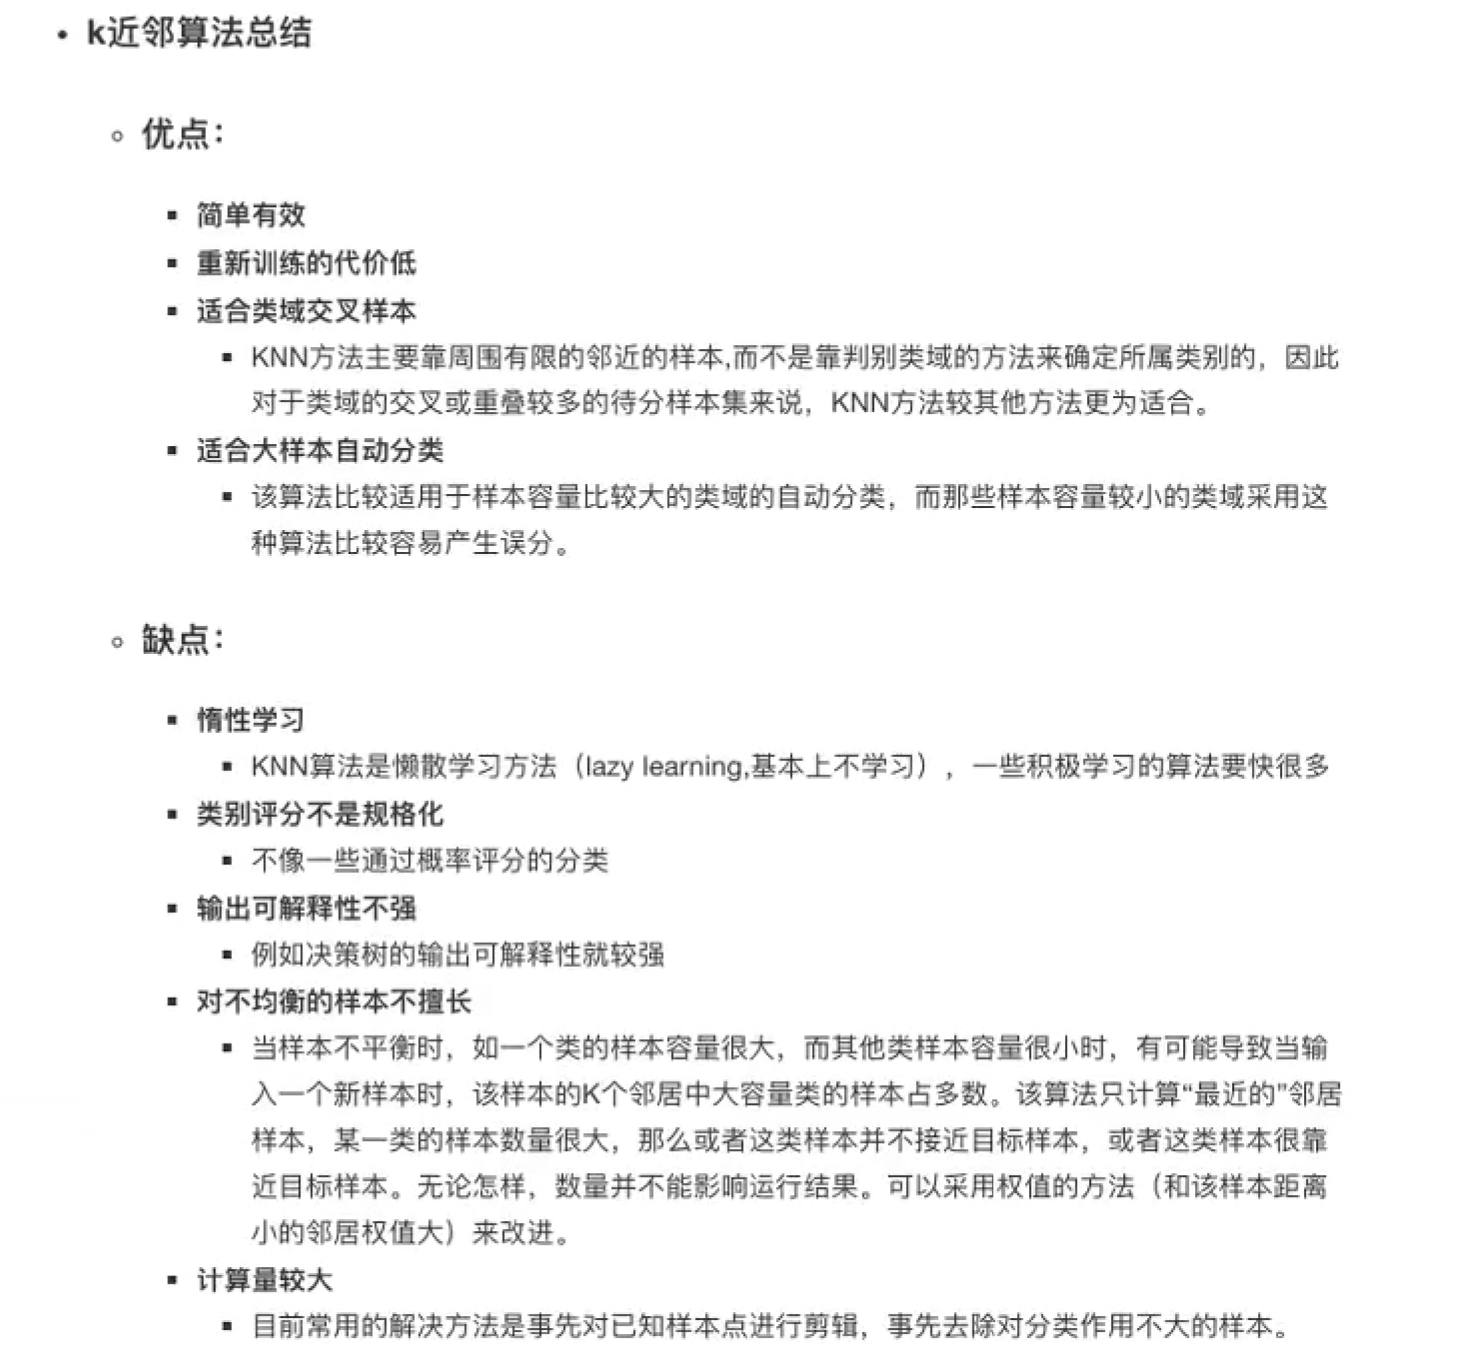 k近邻算法总结
优点：
简单有效
重新训练的代价低
适合类域交叉样本
KNN方法主要靠周围有限的邻近的样本,而不是靠判别类域的方法来确定所属类别的，因此
对于类域的交叉或重叠较多的待分样本集来说，KNN方法较其他方法更为适合。
适合大样本自动分类
该算法比较适用于样本容量比较大的类域的自动分类，而那些样本容量较小的类域采用这
种算法比较容易产生误分。
缺点：
惰性学习
KNN算法是懒散学习方法（lazy learning,基本上不学习），一些积极学习的算法要快很多
类别评分不是规格化
不像一些通过概率评分的分类
输出可解释性不强
例如决策树的输出可解释性就较强
对不均衡的样本不擅长
当样本不平衡时，如一个类的样本容量很大，而其他类样本容量很小时，有可能导致当输
入一个新样本时，该样本的K个邻居中大容量类的样本占多数。该算法只计算“最近的”邻居
样本，某一类的样本数量很大，那么或者这类样本并不接近目标样本，或者这类样本很靠
近目标样本。无论怎样，数量并不能影响运行结果。可以采用权值的方法（和该样本距离
小的邻居权值大）来改进。
计算量较大
目前常用的解决方法是事先对已知样本点进行剪辑，事先去除对分类作用不大的样本。